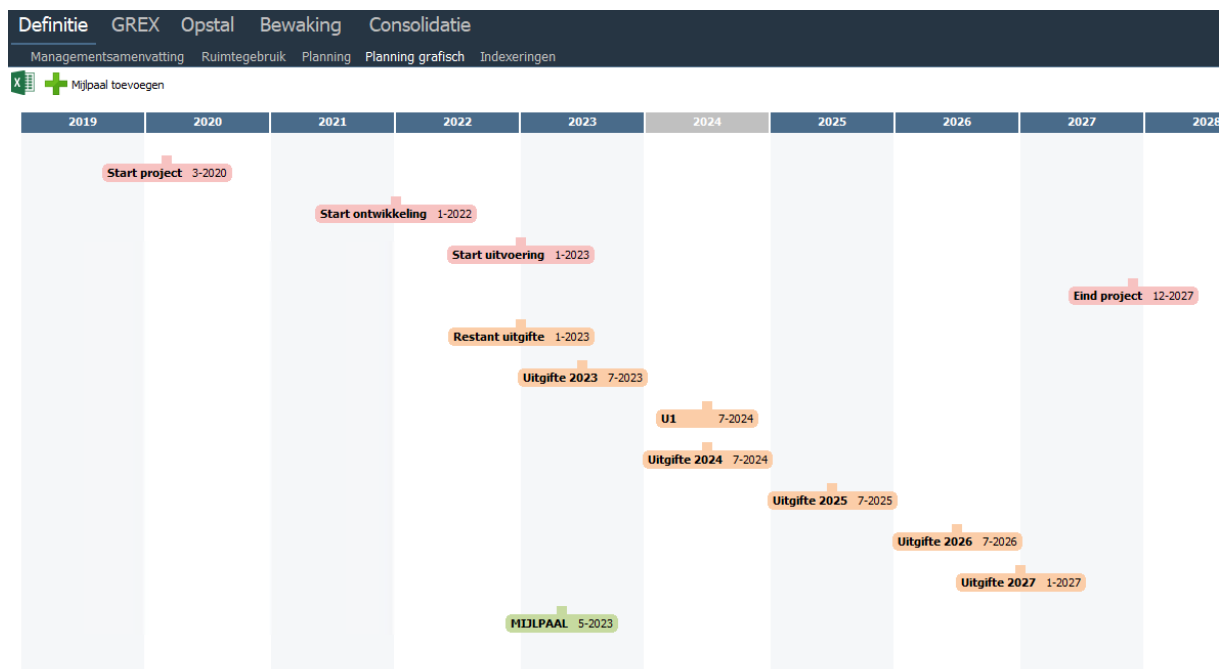 Definitie GREX Opstal Bewaking Consolidatie
Managementsamenvatting Ruimtegebruik Planning Planning grafisch Indexeringen
Mijlpaal toevoegen
2019 2020 2021 2022 2023 2024 2025 2026 2027 2028
Start project 3-2020
Start ontwikkeling 1-2022
Start uitvoering 1-2023
Eind project 12-2027
Restant uitgifte 1-2023
Uitgifte 2023 7-2023
U1 7-2024
Uitgifte 2024 7-2024
Uitgifte 2025 7-2025
Uitgifte 2026 7-2026
Uitgifte 2027 1-2027
MIJLPAAL 5-2023